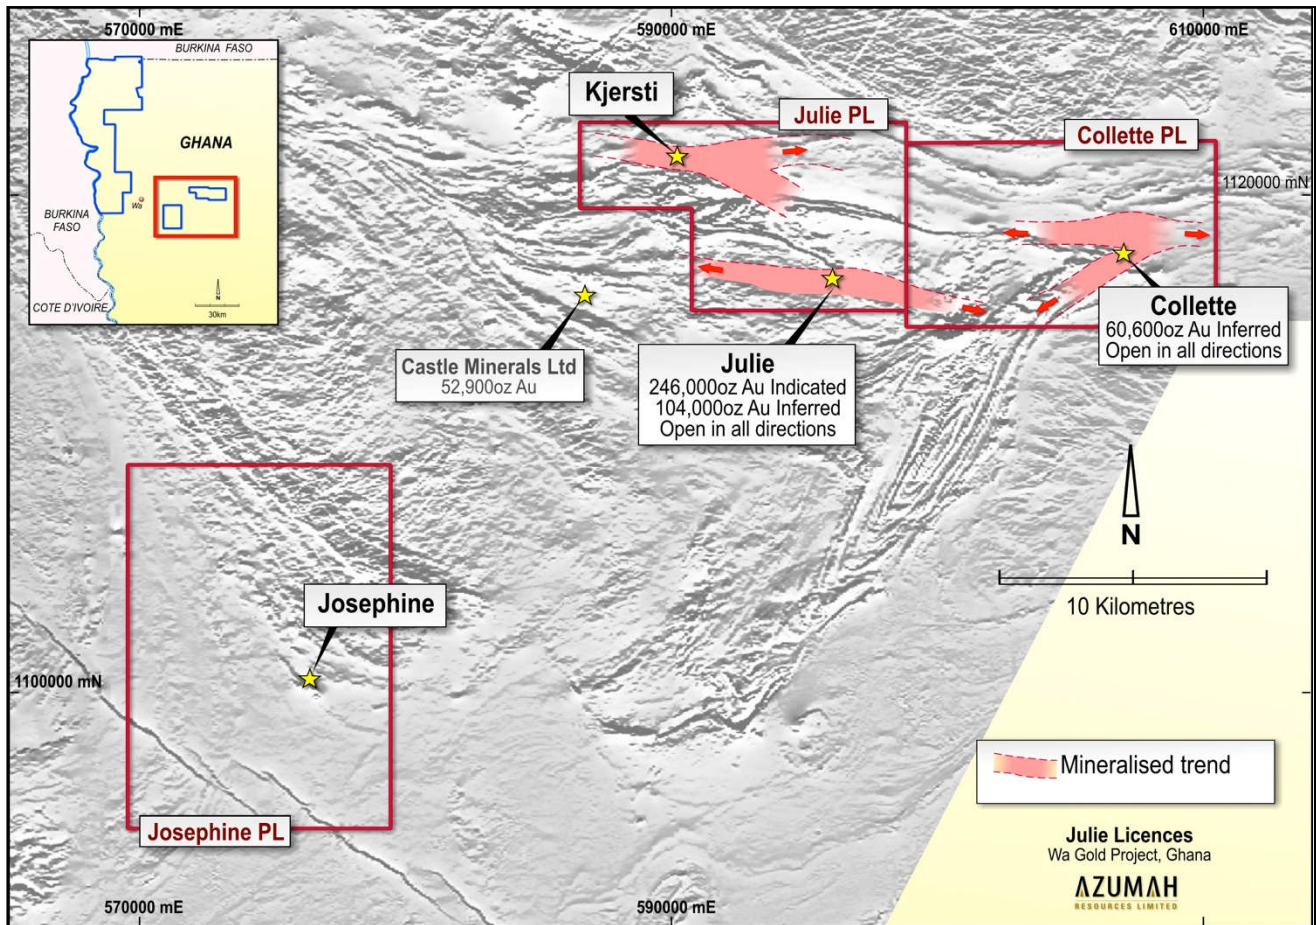 570000 mE
590000 mE
610000 mE
BURKINA FASO
GHANA
Wa
BURKINA
FASO
COTE D'IVOIRE
N
30km
Kjersti
Julie PL
Collette PL
1120000 mN
Castle Minerals Ltd
52,900oz Au
Julie
246,000oz Au Indicated
104,000oz Au Inferred
Open in all directions
Collette
60,600oz Au Inferred
Open in all directions
N
10 Kilometres
Josephine
1100000 mN
Josephine PL
Mineralised trend
Julie Licences
Wa Gold Project, Ghana
AZUMAH
RESOURCES LIMITED
570000 mE
590000 mE